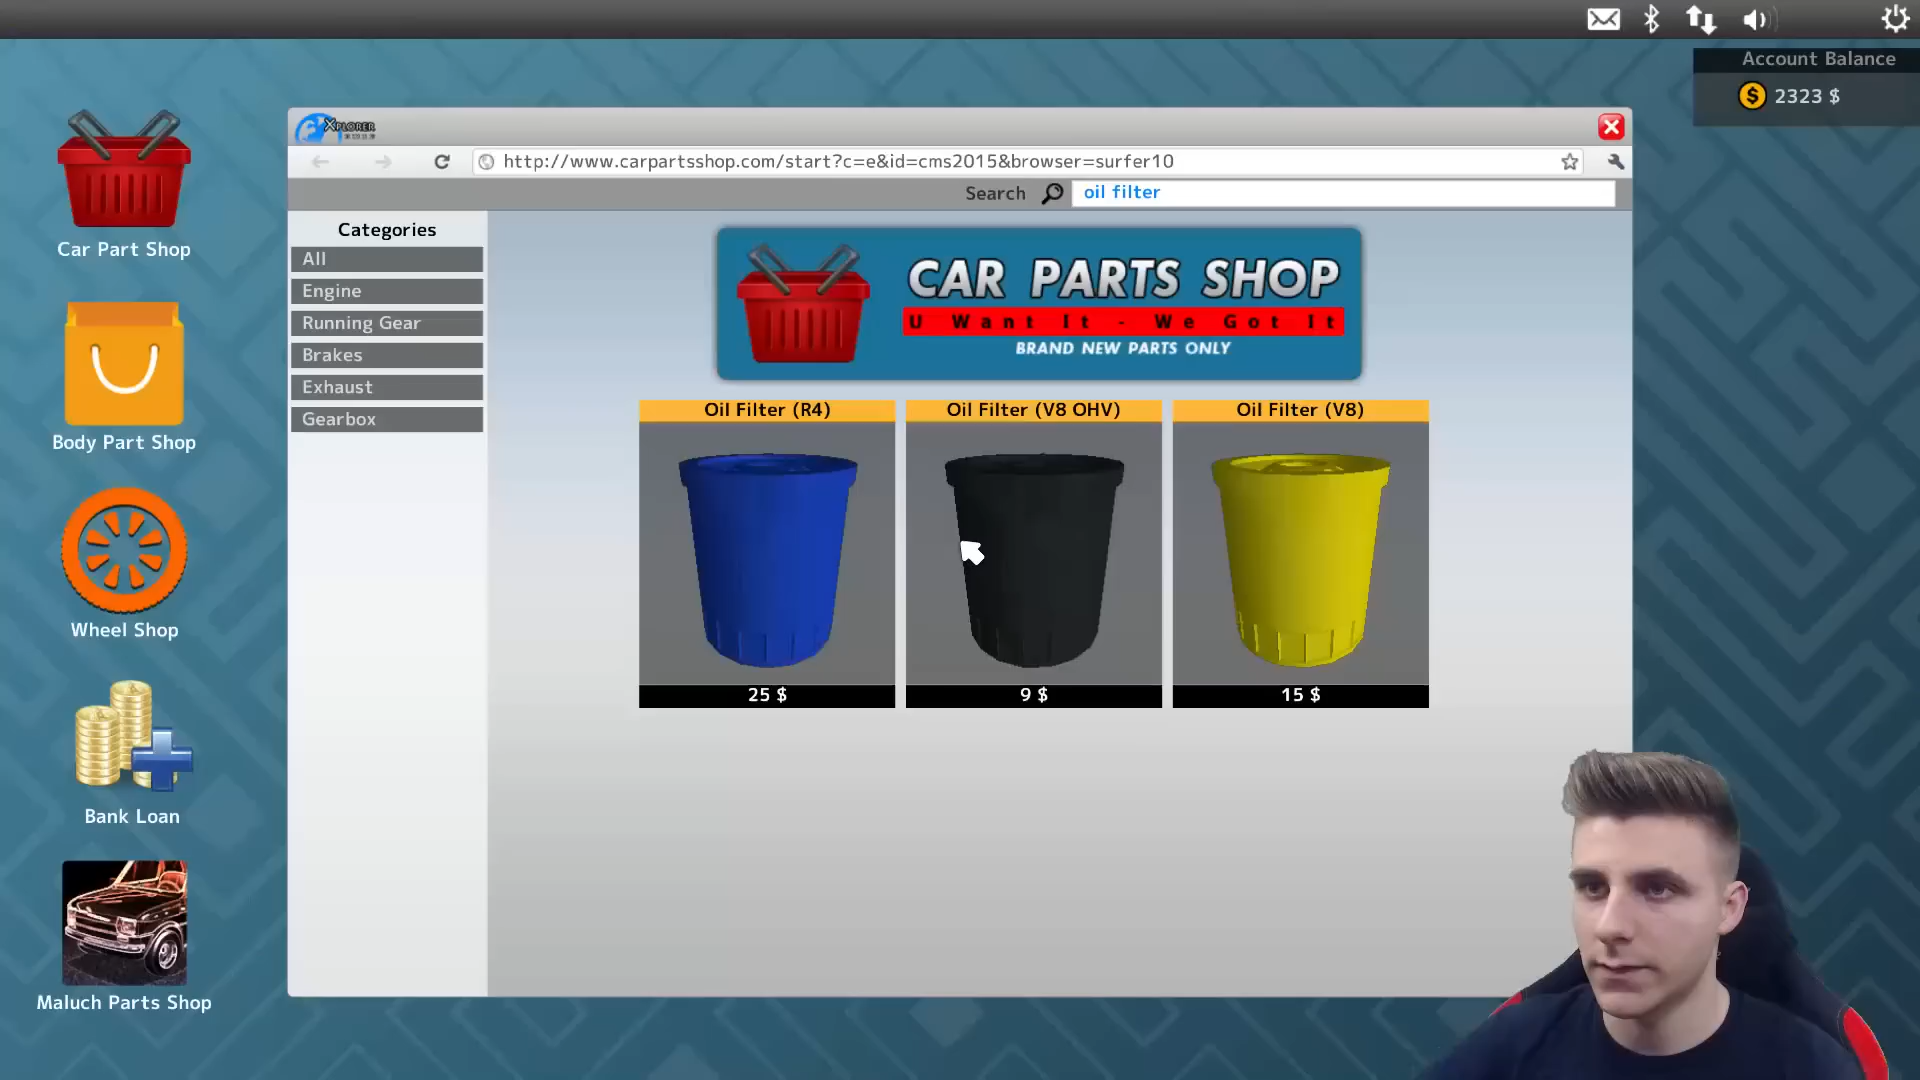 Account Balance
2323 $
XPLORER
http://www.carpartsshop.com/start?c=e&id=cms2015&browser=surfer10
Search
oil filter
Categories
All
Engine
Running Gear
Brakes
Exhaust
Gearbox
CAR PARTS SHOP
U Want It - We Got It
BRAND NEW PARTS ONLY
Oil Filter (R4)
Oil Filter (V8 OHV)
Oil Filter (V8)
25 $
9 $
15 $
Car Part Shop
Body Part Shop
Wheel Shop
Bank Loan
Maluch Parts Shop